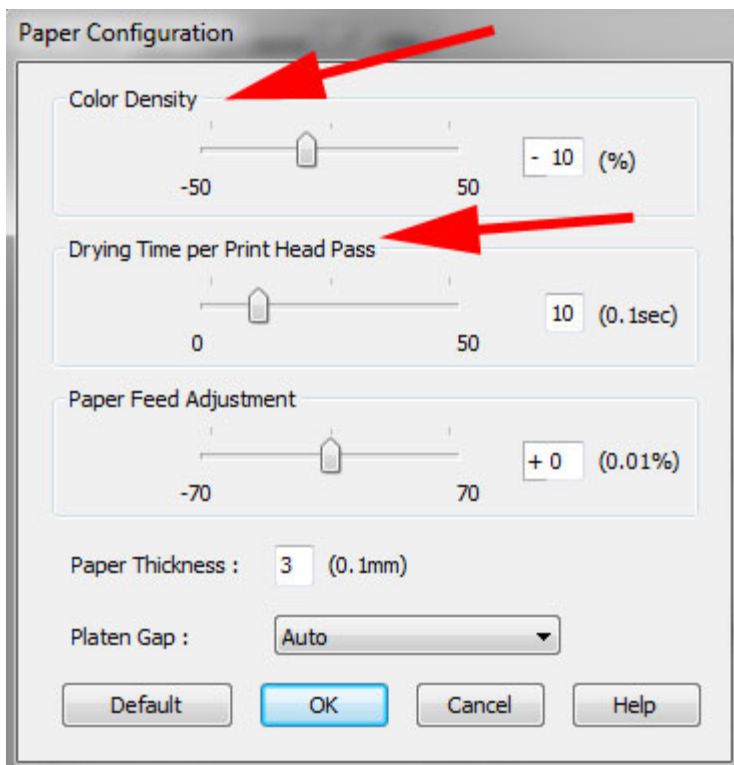 Paper Configuration
Color Density
- 10 (%)
-50 50
Drying Time per Print Head Pass
10 (0.1sec)
0 50
Paper Feed Adjustment
+ 0 (0.01%)
-70 70
Paper Thickness : 3 (0.1mm)
Platen Gap : Auto
Default OK Cancel Help